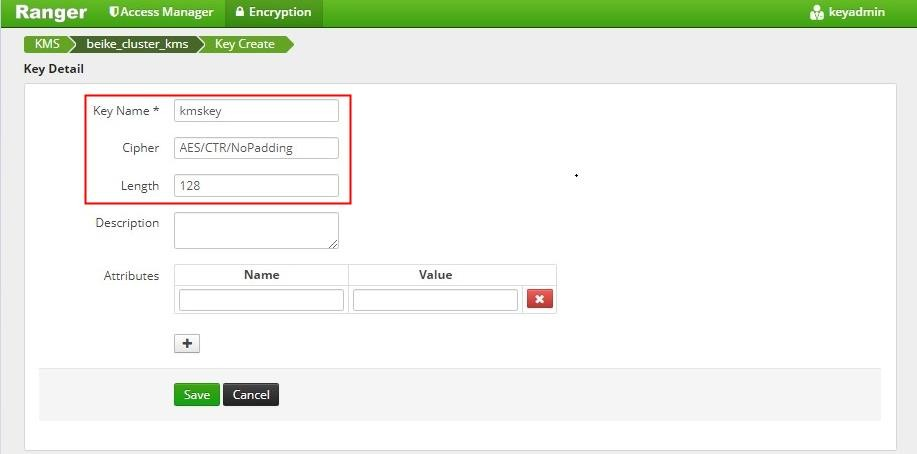 Ranger Access Manager Encryption keyadmin
KMS beike_cluster_kms Key Create
Key Detail
Key Name * kmskey
Cipher AES/CTR/NoPadding
Length 128
Description
Attributes Name Value
+
Save Cancel